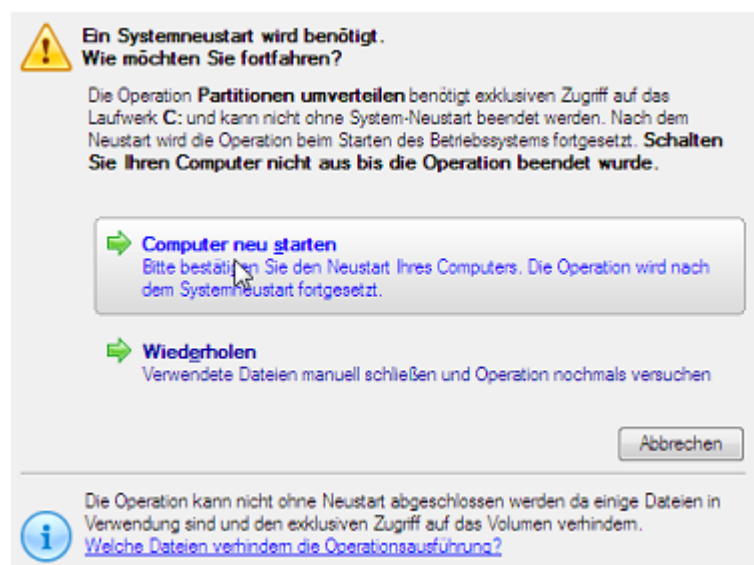 Ein Systemneustart wird benötigt.
Wie möchten Sie fortfahren?
Die Operation Partitionen umverteilen benötigt exklusiven Zugriff auf das
Laufwerk C: und kann nicht ohne System-Neustart beendet werden. Nach dem
Neustart wird die Operation beim Starten des Betriebssystems fortgesetzt. Schalten
Sie Ihren Computer nicht aus bis die Operation beendet wurde.
Computer neu starten
Bitte bestätigen Sie den Neustart Ihres Computers. Die Operation wird nach
dem Systemneustart fortgesetzt.
Wiederholen
Verwendete Dateien manuell schließen und Operation nochmals versuchen
Abbrechen
Die Operation kann nicht ohne Neustart abgeschlossen werden da einige Dateien in
Verwendung sind und den exklusiven Zugriff auf das Volumen verhindern.
Welche Dateien verhindern die Operationsausführung?